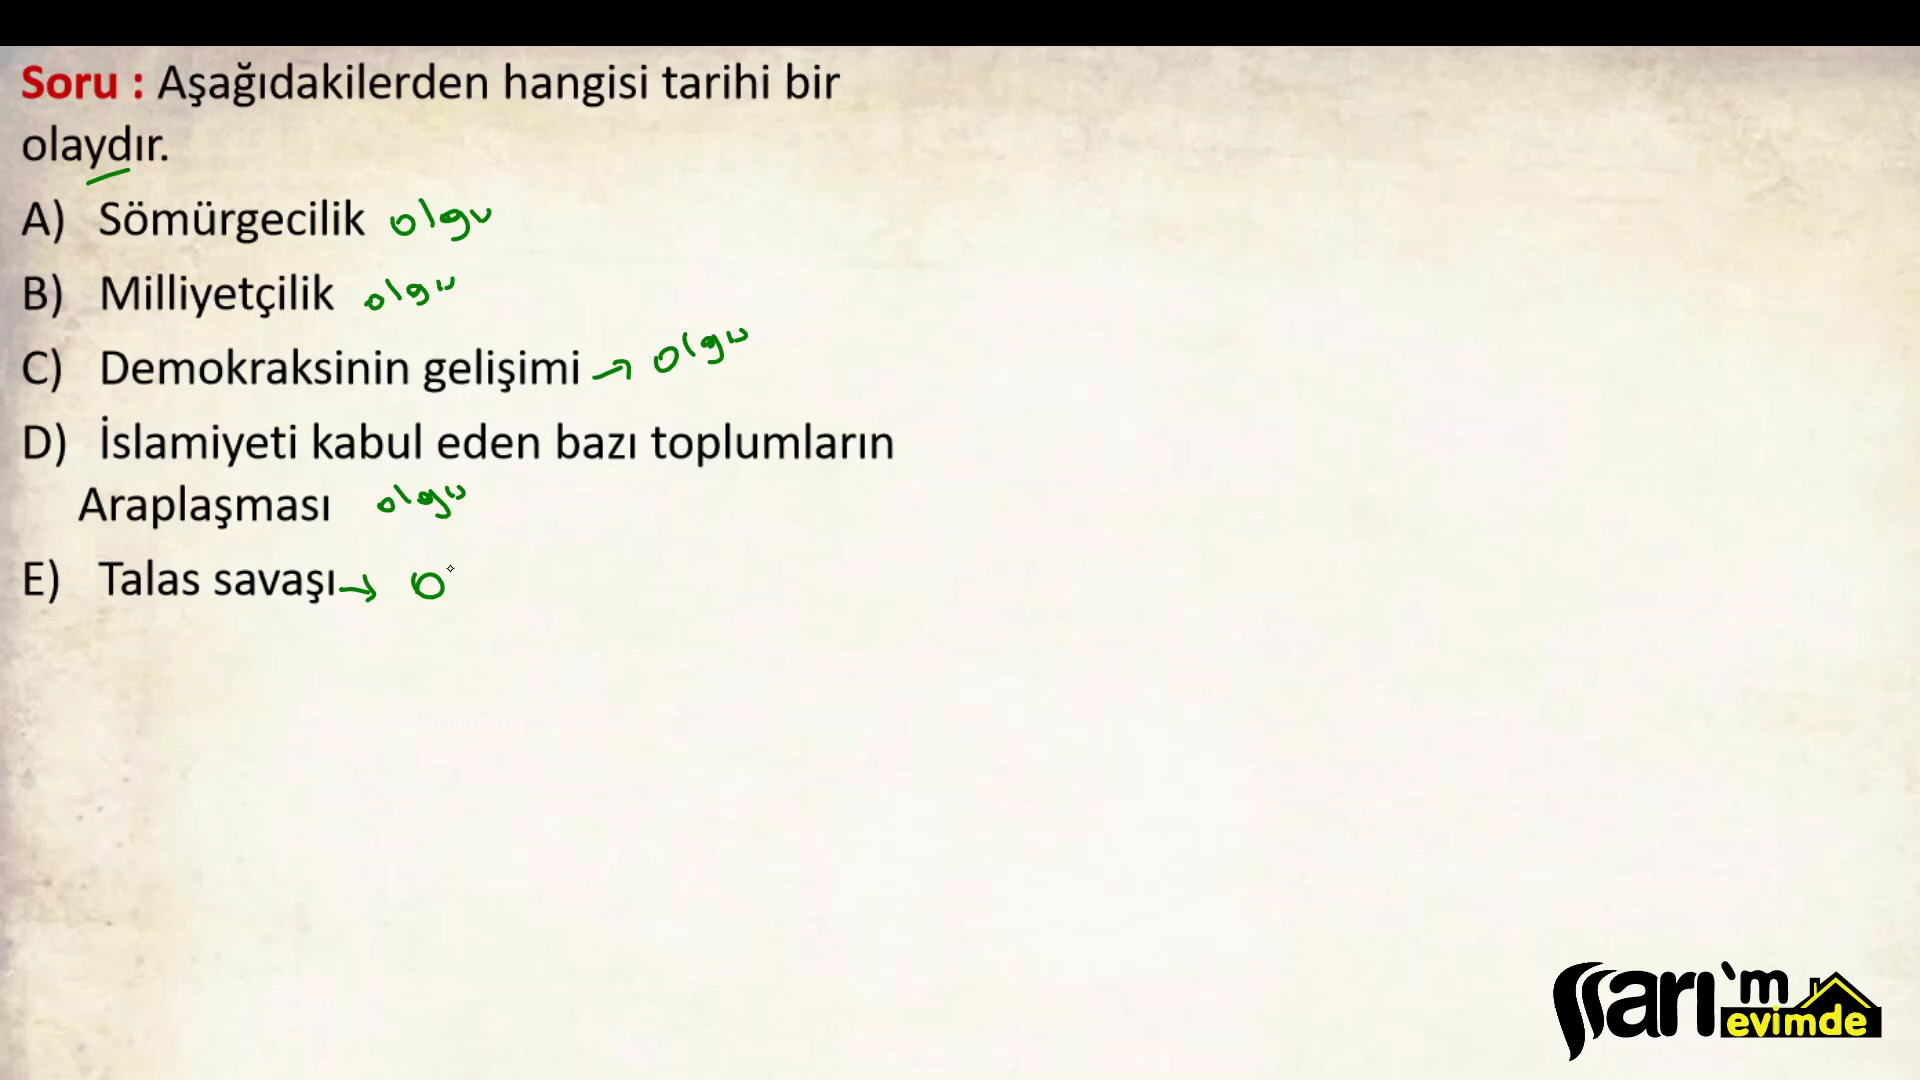 Soru : Aşağıdakilerden hangisi tarihi bir
olaydır.
A) Sömürgecilik olgu
B) Milliyetçilik olgu
C) Demokraksinin gelişimi → olgu
D) İslamiyeti kabul eden bazı toplumların
Araplaşması olgu
E) Talas savaşı → o
Sarı'm
evimde